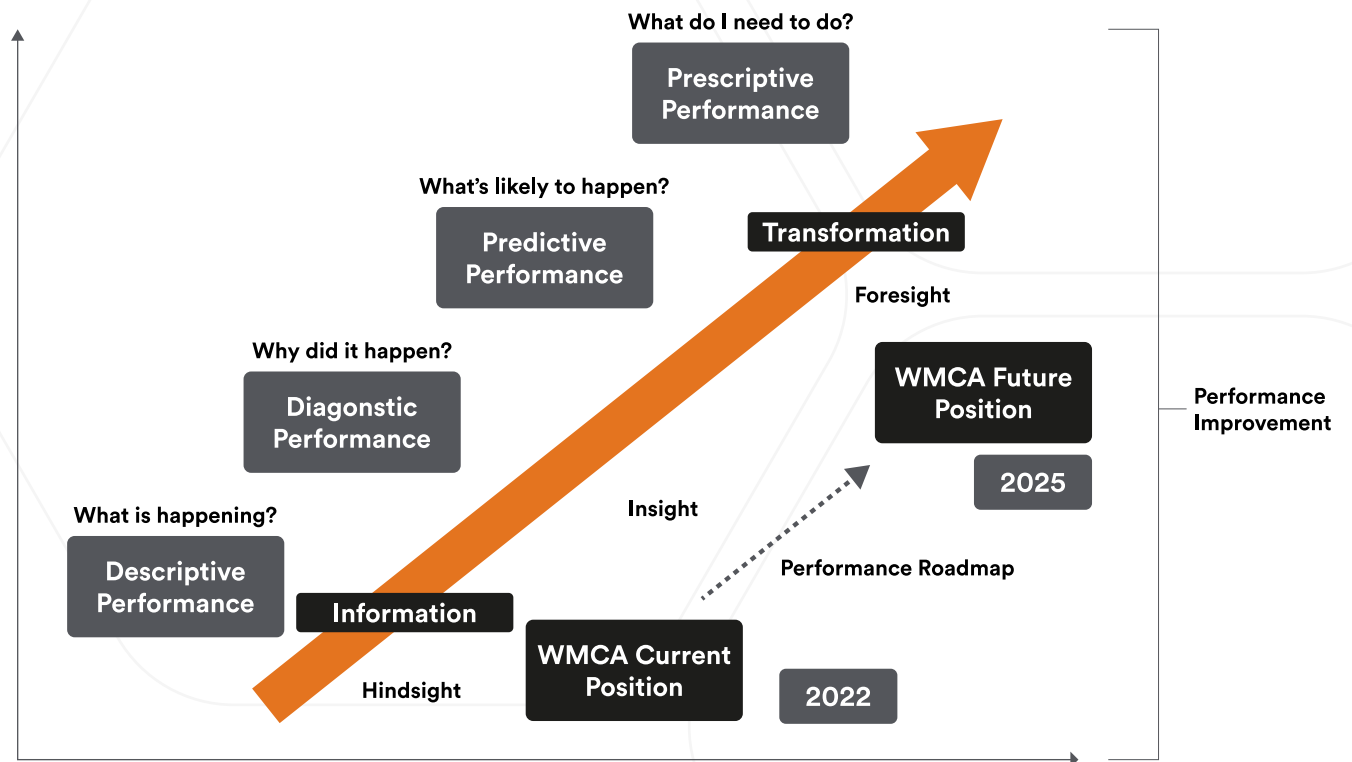 What do I need to do?
Prescriptive
Performance
What's likely to happen?
Predictive
Performance
Transformation
Foresight
Why did it happen?
Diagonstic
Performance
WMCA Future
Position
Performance
Improvement
2025
Insight
What is happening?
Descriptive
Performance
Performance Roadmap
Information
WMCA Current
Position
Hindsight
2022